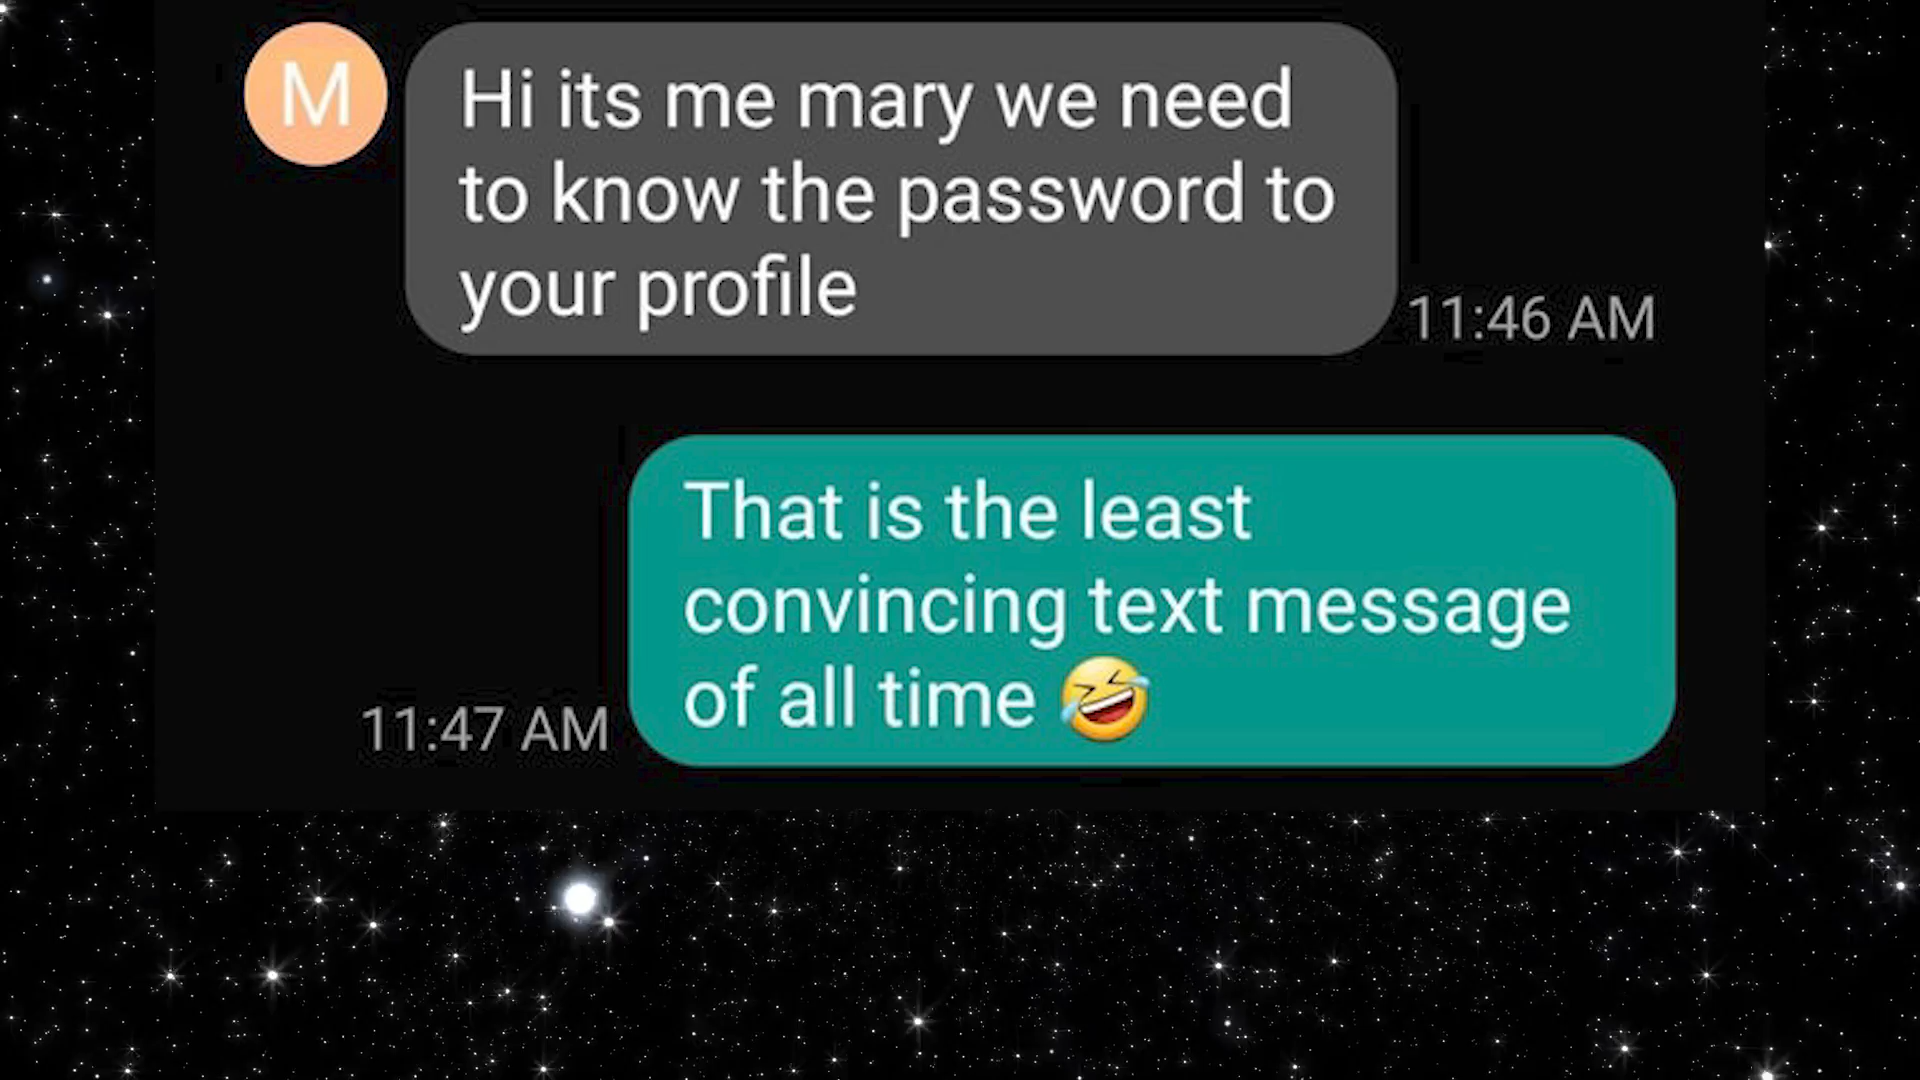 M
Hi its me mary we need
to know the password to
your profile
11:46 AM
That is the least
convincing text message
of all time 🤣
11:47 AM